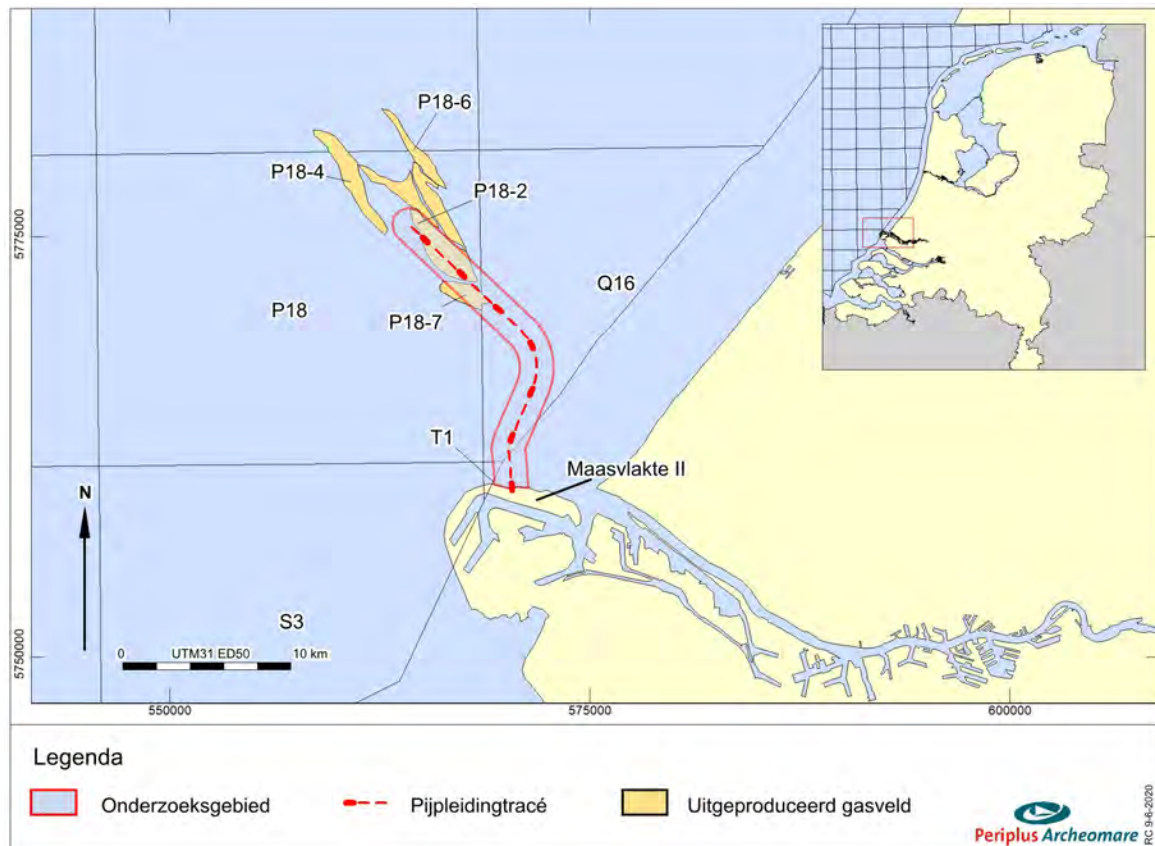 P18-6
P18-4
P18-2
5775000
Q16
P18
P18-7
T1
Maasvlakte II
N
S3
0 UTM31 ED50 10 km
5750000
550000 575000 600000
Legenda
Onderzoeksgebied Pijpleidingtracé Uitgeproduceerd gasveld
Periplus Archeomare
RC 9-6-2020